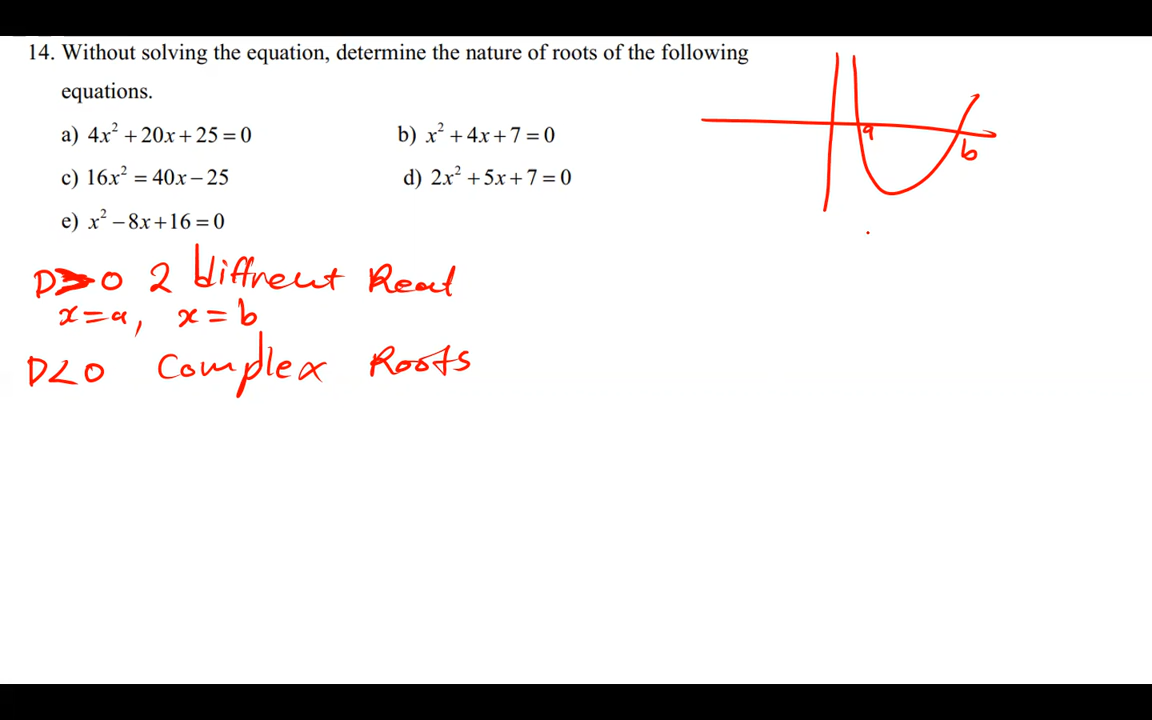 14. Without solving the equation, determine the nature of roots of the following
equations.
a) 4x² + 20x + 25 = 0 b) x² + 4x + 7 = 0
c) 16x² = 40x − 25 d) 2x² + 5x + 7 = 0
e) x² − 8x + 16 = 0
a
b
D>0 2 diffrent Real
x=a, x=b
D<0 Complex Roots